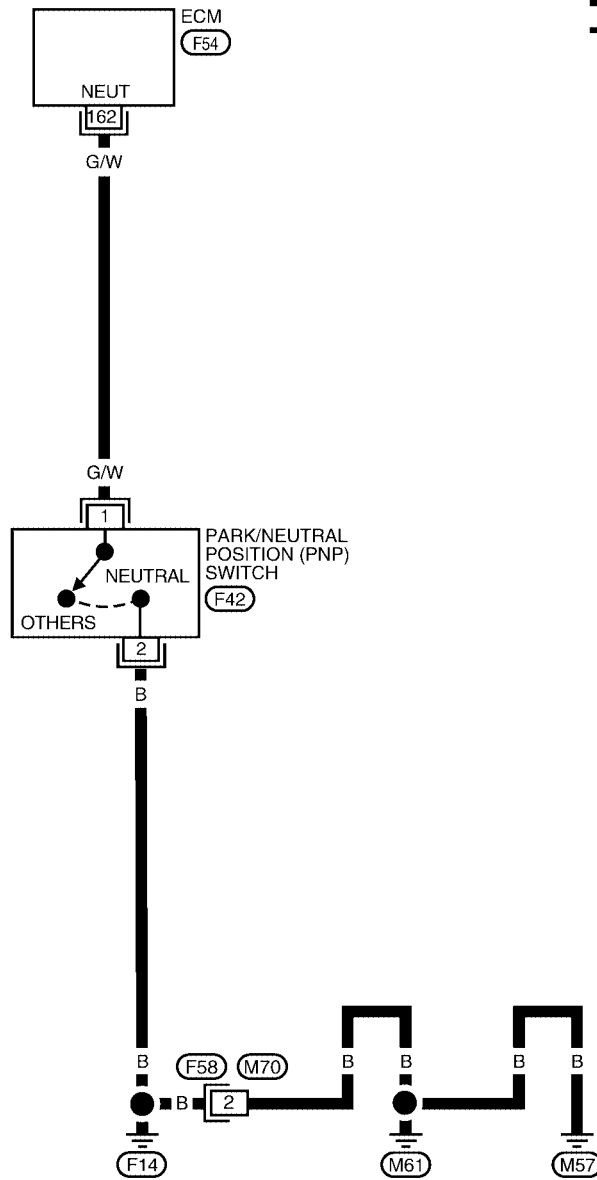 ECM
F54
NEUT
162
G/W
G/W
1
PARK/NEUTRAL
POSITION (PNP)
SWITCH
F42
NEUTRAL
OTHERS
2
B
F58 M70
B B B B B
B 2
F14 M61 M57